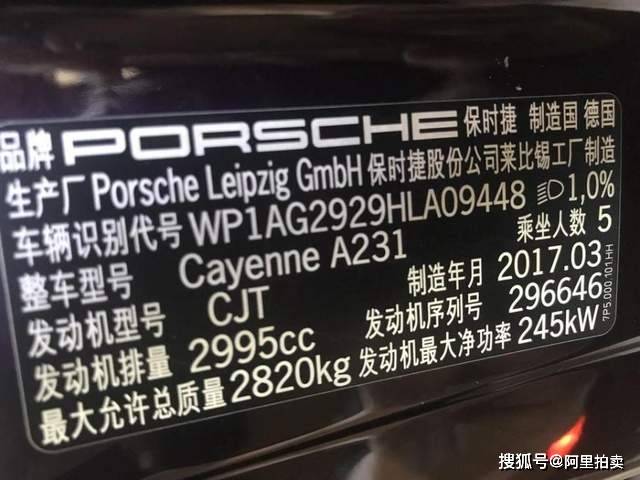 品牌 PORSCHE 保时捷 制造国 德国
生产厂 Porsche Leipzig GmbH 保时捷股份公司莱比锡工厂制造
车辆识别代号 WP1AG2929HLA09448 1,0%
整车型号 Cayenne A231 乘坐人数 5
发动机型号 CJT 制造年月 2017.03
发动机排量 2995cc 发动机序列号 296646
最大允许总质量 2820kg 发动机最大净功率 245kW
7P5.000.101.HH
搜狐号@阿里拍卖